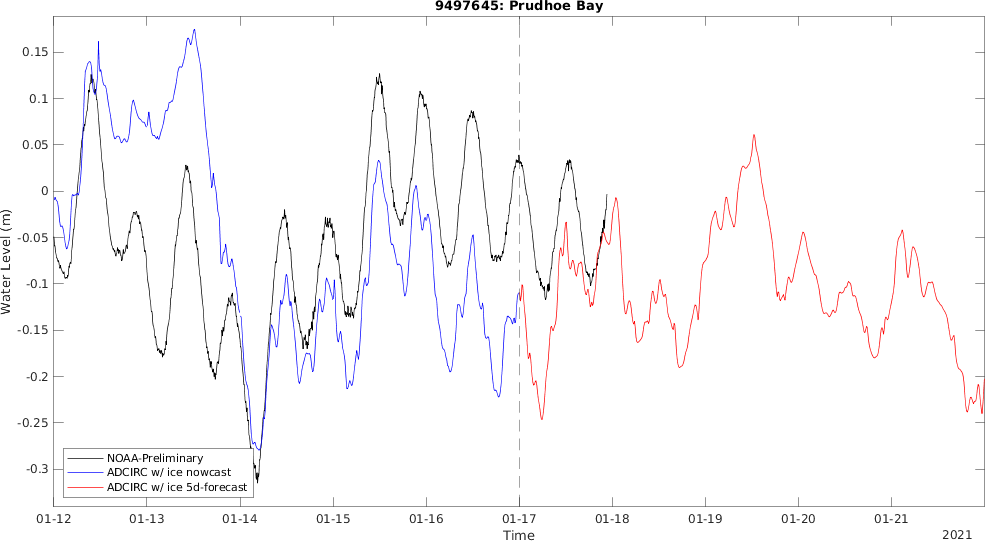 9497645: Prudhoe Bay
0.15
0.1
0.05
0
-0.05
-0.1
-0.15
-0.2
-0.25
-0.3
Water Level (m)
NOAA-Preliminary
ADCIRC w/ ice nowcast
ADCIRC w/ ice 5d-forecast
01-12 01-13 01-14 01-15 01-16 01-17 01-18 01-19 01-20 01-21
Time
2021